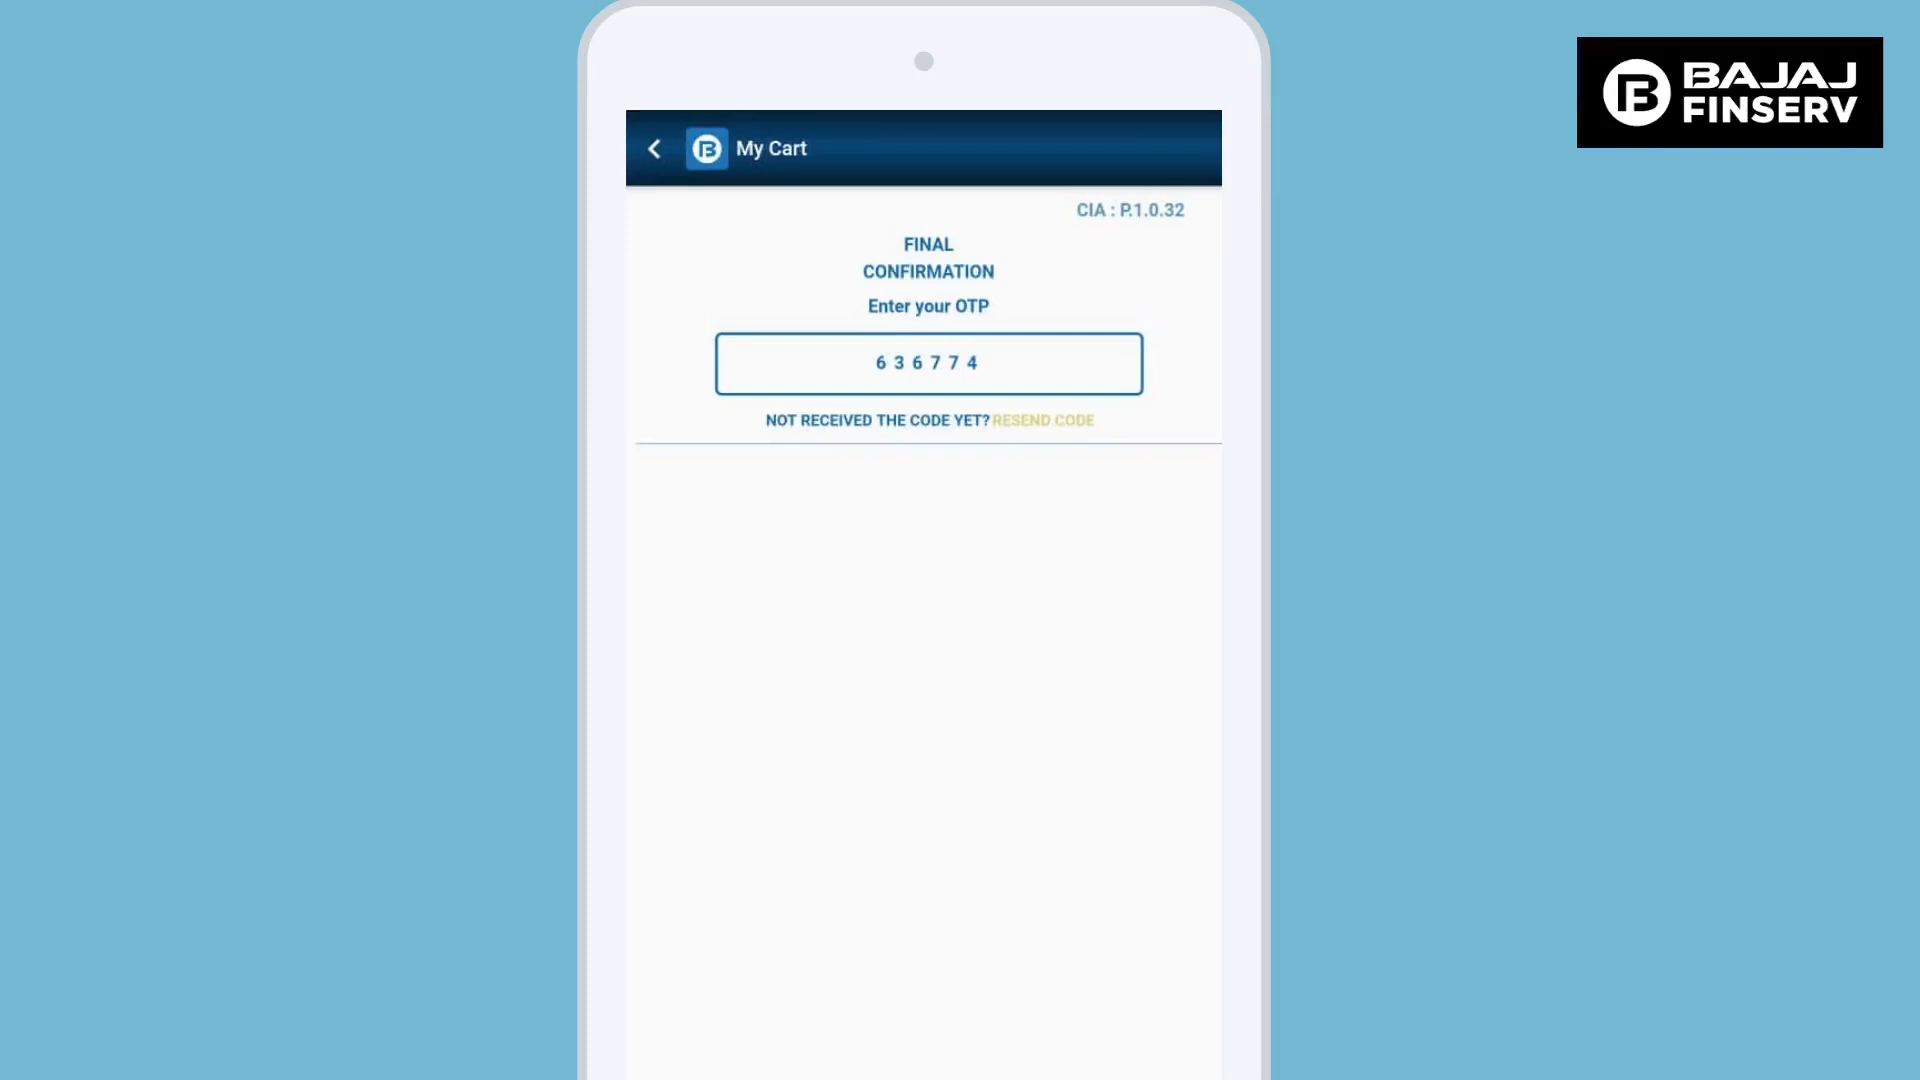 BAJAJ
FINSERV
My Cart
CIA : P.1.0.32
FINAL
CONFIRMATION
Enter your OTP
6 3 6 7 7 4
NOT RECEIVED THE CODE YET? RESEND CODE